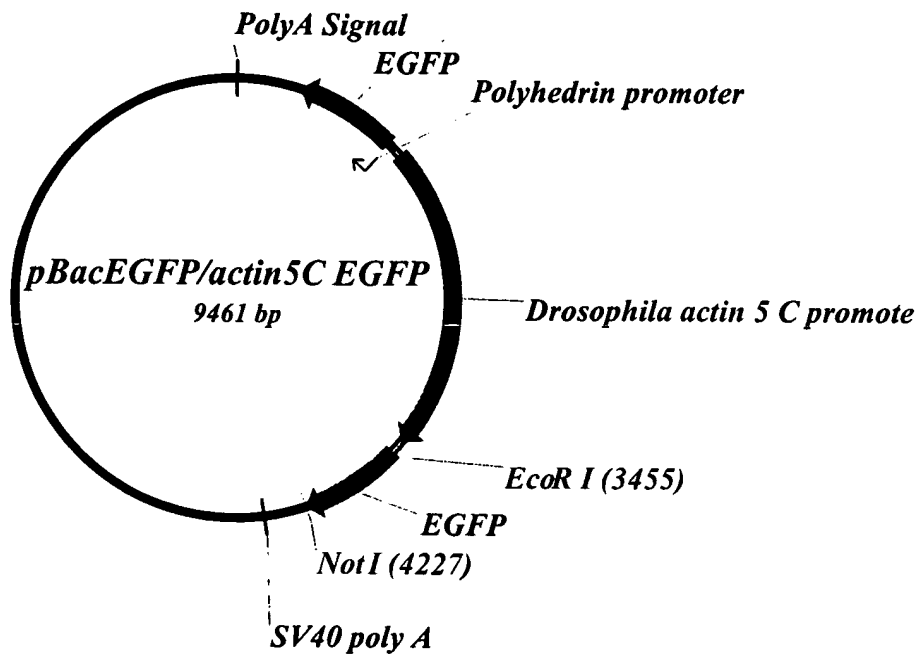 PolyA Signal
EGFP
Polyhedrin promoter
pBacEGFP/actin5C EGFP
9461 bp
Drosophila actin 5 C promote
EcoR I (3455)
EGFP
Not I (4227)
SV40 poly A